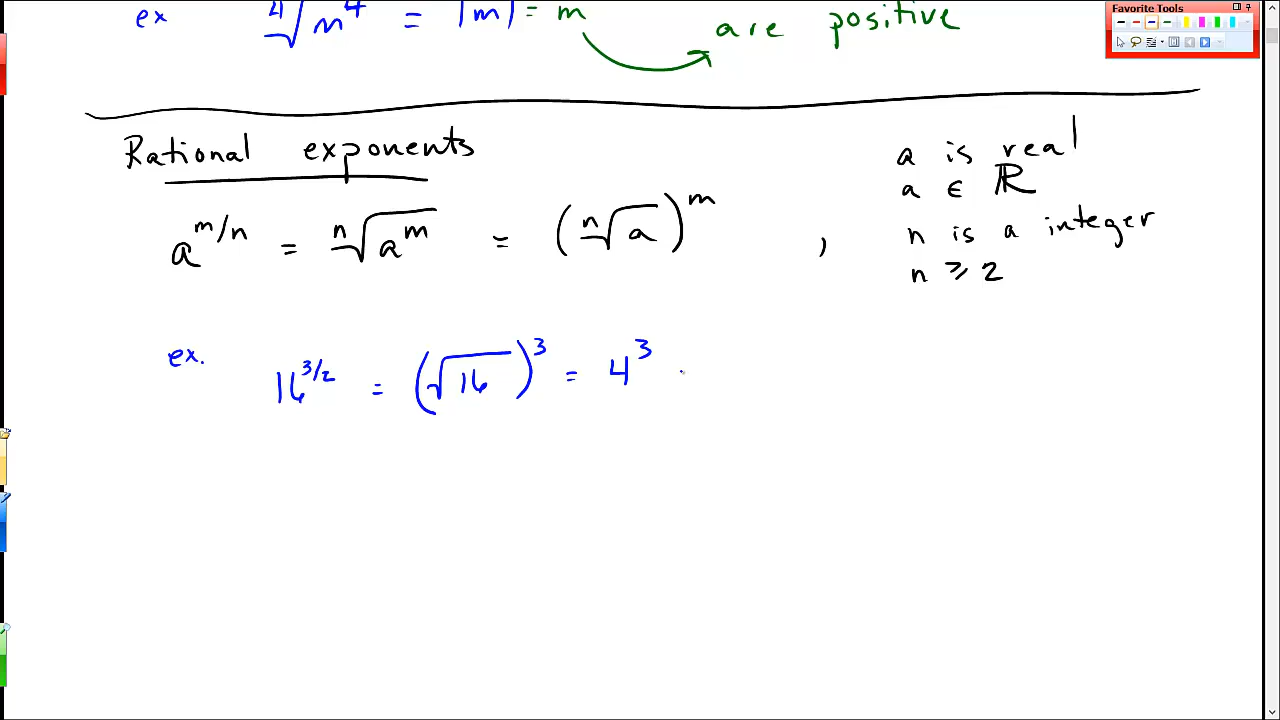 Favorite Tools
ex ∜m⁴ = |m| = m are positive
Rational exponents
a is real
a ∈ ℝ
a^{m/n} = ⁿ√(a^m) = (ⁿ√a)^m ,
n is a integer
n ⩾ 2
ex. 16^{3/2} = (√16)^3 = 4^3